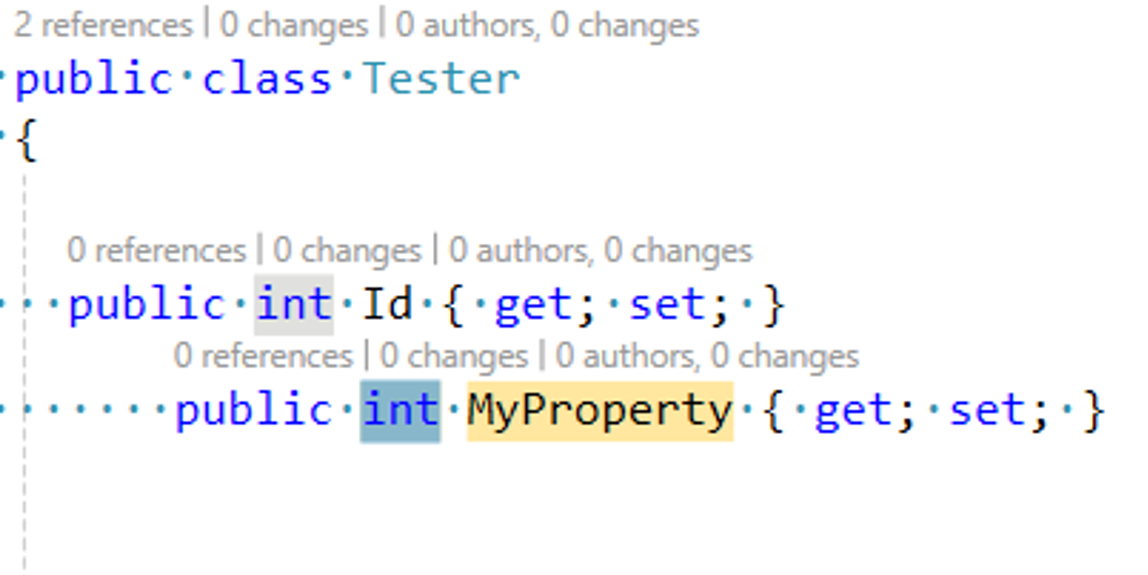 2 references | 0 changes | 0 authors, 0 changes
public class Tester
{
0 references | 0 changes | 0 authors, 0 changes
public int Id { get; set; }
0 references | 0 changes | 0 authors, 0 changes
public int MyProperty { get; set; }